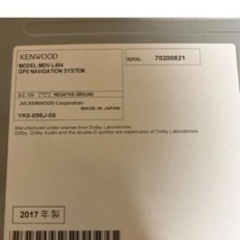 KENWOOD
MODEL:MDV-L404
GPS NAVIGATION SYSTEM
SERIAL 70200821
D.C. 12V NEGATIVE GROUND
JVCKENWOOD Corporation
MADE IN JAPAN
YK5-098J-05
Manufactured under license from Dolby Laboratories.
Dolby, Dolby Audio and the double-D symbol are trademarks of Dolby Laboratories.
2017 年製